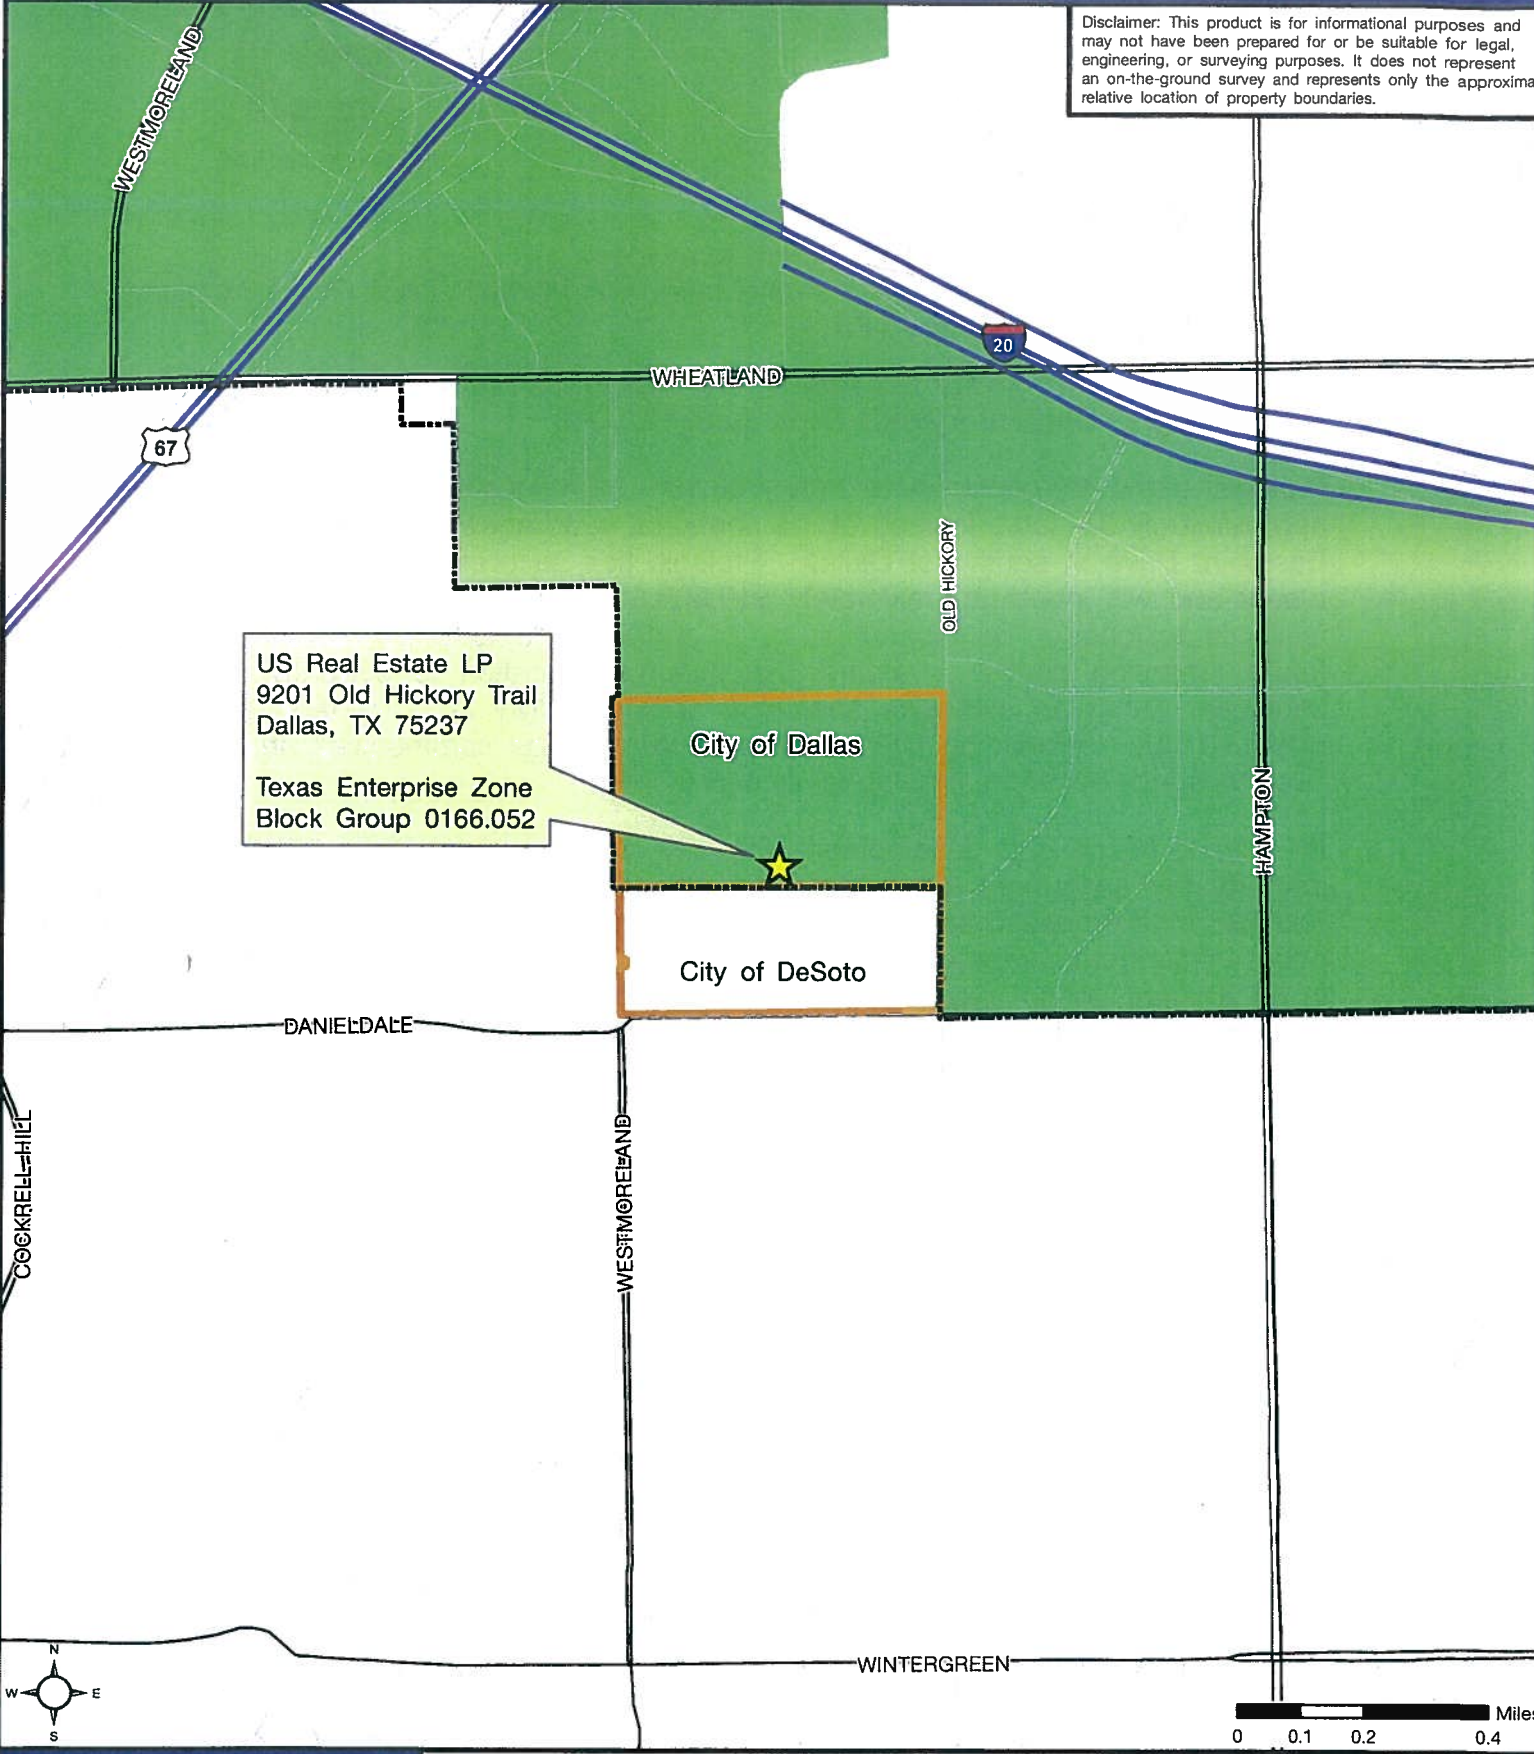 Disclaimer: This product is for informational purposes and
may not have been prepared for or be suitable for legal,
engineering, or surveying purposes. It does not represent
an on-the-ground survey and represents only the approxima
relative location of property boundaries.
WESTMORELAND
20
WHEATLAND
67
OLD HICKORY
US Real Estate LP
9201 Old Hickory Trail
Dallas, TX 75237
Texas Enterprise Zone
Block Group 0166.052
City of Dallas
HAMPTON
City of DeSoto
DANIELDALE
COCKRELL HILL
WESTMORELAND
WINTERGREEN
N
W E
S
Miles
0 0.1 0.2 0.4